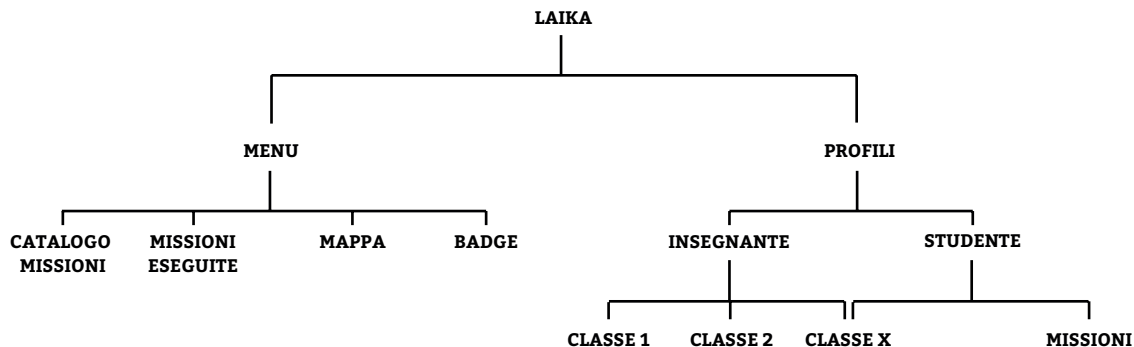 LAIKA
MENU
PROFILI
CATALOGO
MISSIONI
MISSIONI
ESEGUITE
MAPPA
BADGE
INSEGNANTE
STUDENTE
CLASSE 1
CLASSE 2
CLASSE X
MISSIONI